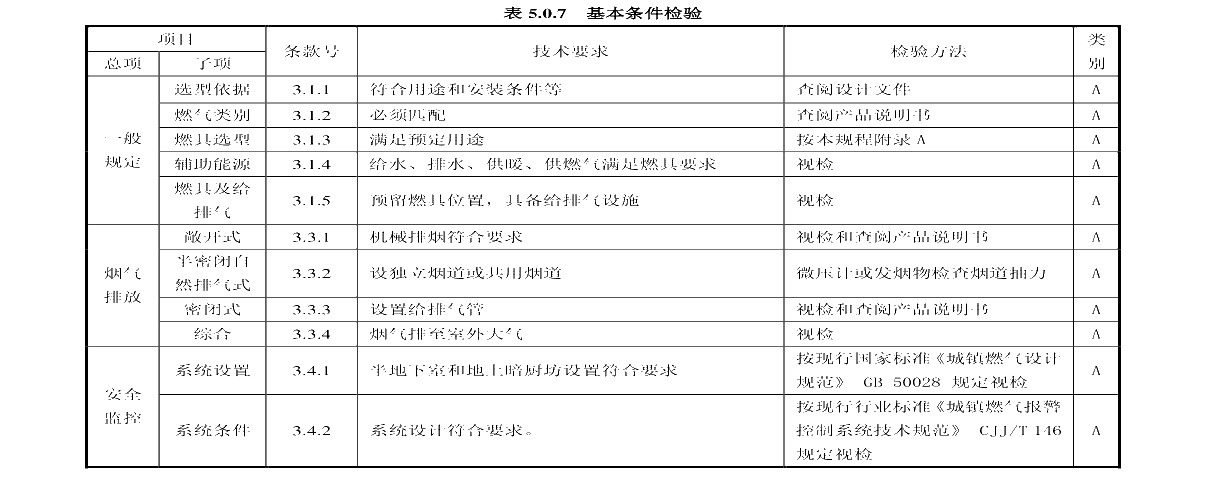 表 5.0.7 基本条件检验
项目 条款号 技术要求 检验方法 类别
总项 子项
一般规定 选型依据 3.1.1 符合用途和安装条件等 查阅设计文件 A
燃气类别 3.1.2 必须匹配 查阅产品说明书 A
燃具选型 3.1.3 满足预定用途 按本规程附录 A A
辅助能源 3.1.4 给水、排水、供暖、供燃气满足燃具要求 视检 A
燃具及给排气 3.1.5 预留燃具位置，具备给排气设施 视检 A
烟气排放 敞开式 3.3.1 机械排烟符合要求 视检和查阅产品说明书 A
半密闭自然排气式 3.3.2 设独立烟道或共用烟道 微压计或发烟物检查烟道抽力 A
密闭式 3.3.3 设置给排气管 视检和查阅产品说明书 A
综合 3.3.4 烟气排至室外大气 视检 A
安全监控 系统设置 3.4.1 半地下室和地上暗厨坊设置符合要求 按现行国家标准《城镇燃气设计规范》 GB 50028 规定视检 A
系统条件 3.4.2 系统设计符合要求。 按现行行业标准《城镇燃气报警控制系统技术规范》 CJJ/T 146 规定视检 A